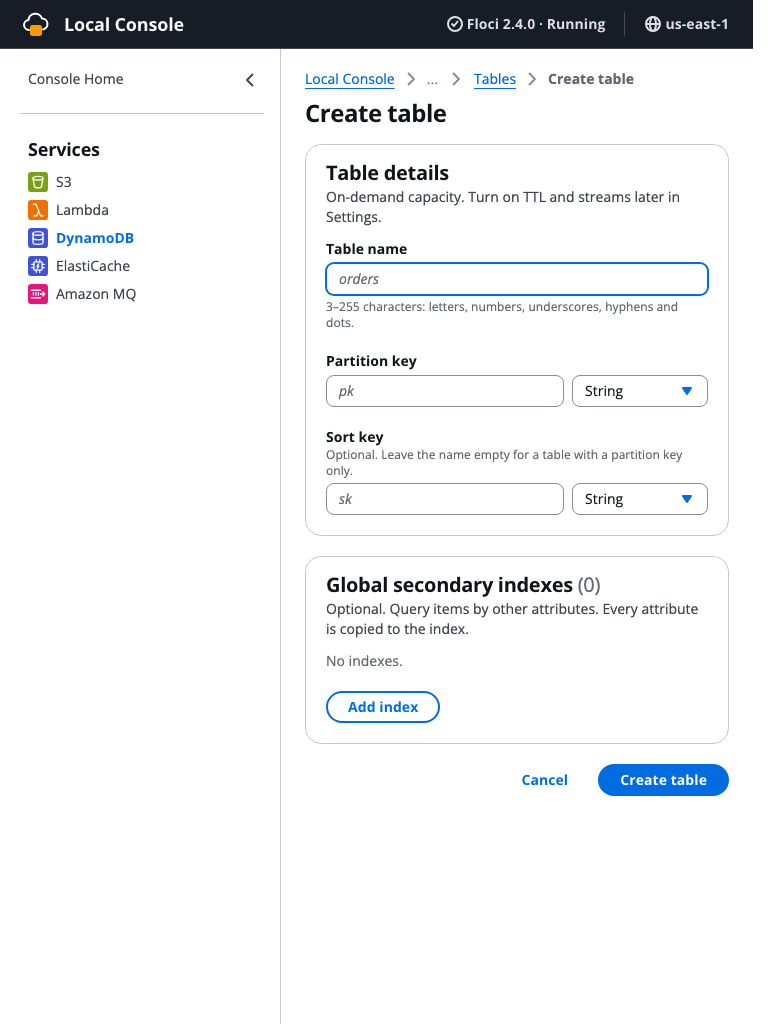 Local Console
Floci 2.4.0 · Running
us-east-1
Console Home
Services
S3
Lambda
DynamoDB
ElastiCache
Amazon MQ
Local Console > ... > Tables > Create table
Create table
Table details
On-demand capacity. Turn on TTL and streams later in
Settings.
Table name
orders
3–255 characters: letters, numbers, underscores, hyphens and
dots.
Partition key
pk
String
Sort key
Optional. Leave the name empty for a table with a partition key
only.
sk
String
Global secondary indexes (0)
Optional. Query items by other attributes. Every attribute
is copied to the index.
No indexes.
Add index
Cancel
Create table